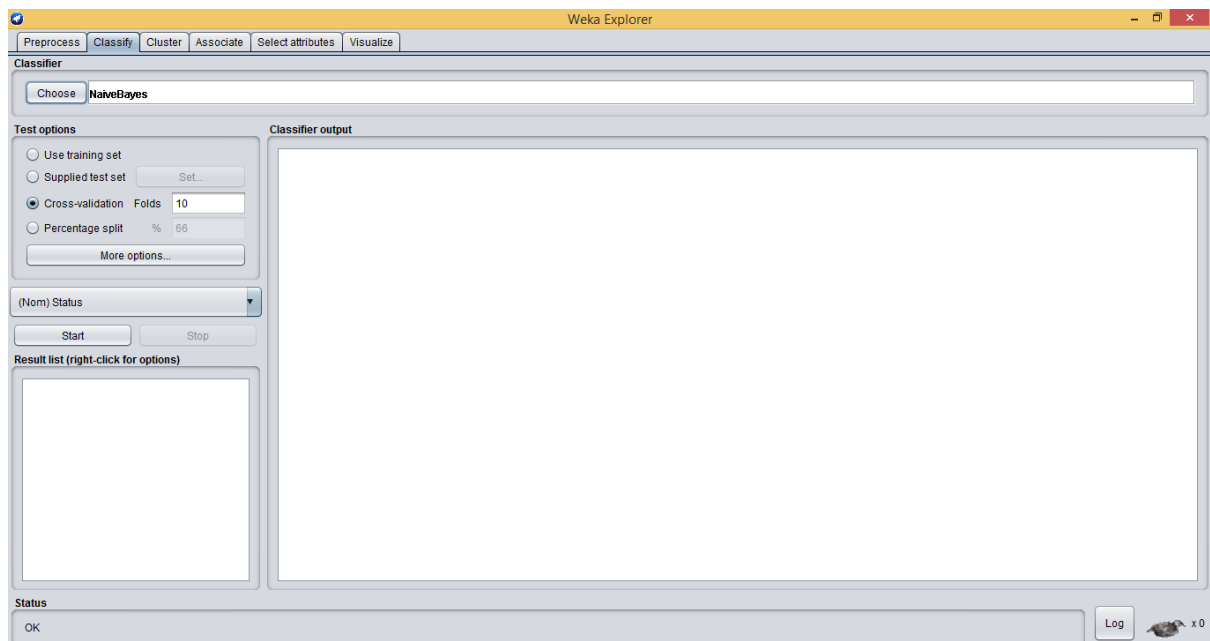 Weka Explorer
Preprocess Classify Cluster Associate Select attributes Visualize
Classifier
Choose NaiveBayes
Test options
Use training set
Supplied test set Set...
Cross-validation Folds 10
Percentage split % 66
More options...
(Nom) Status
Start Stop
Result list (right-click for options)
Classifier output
Status
OK
Log x 0